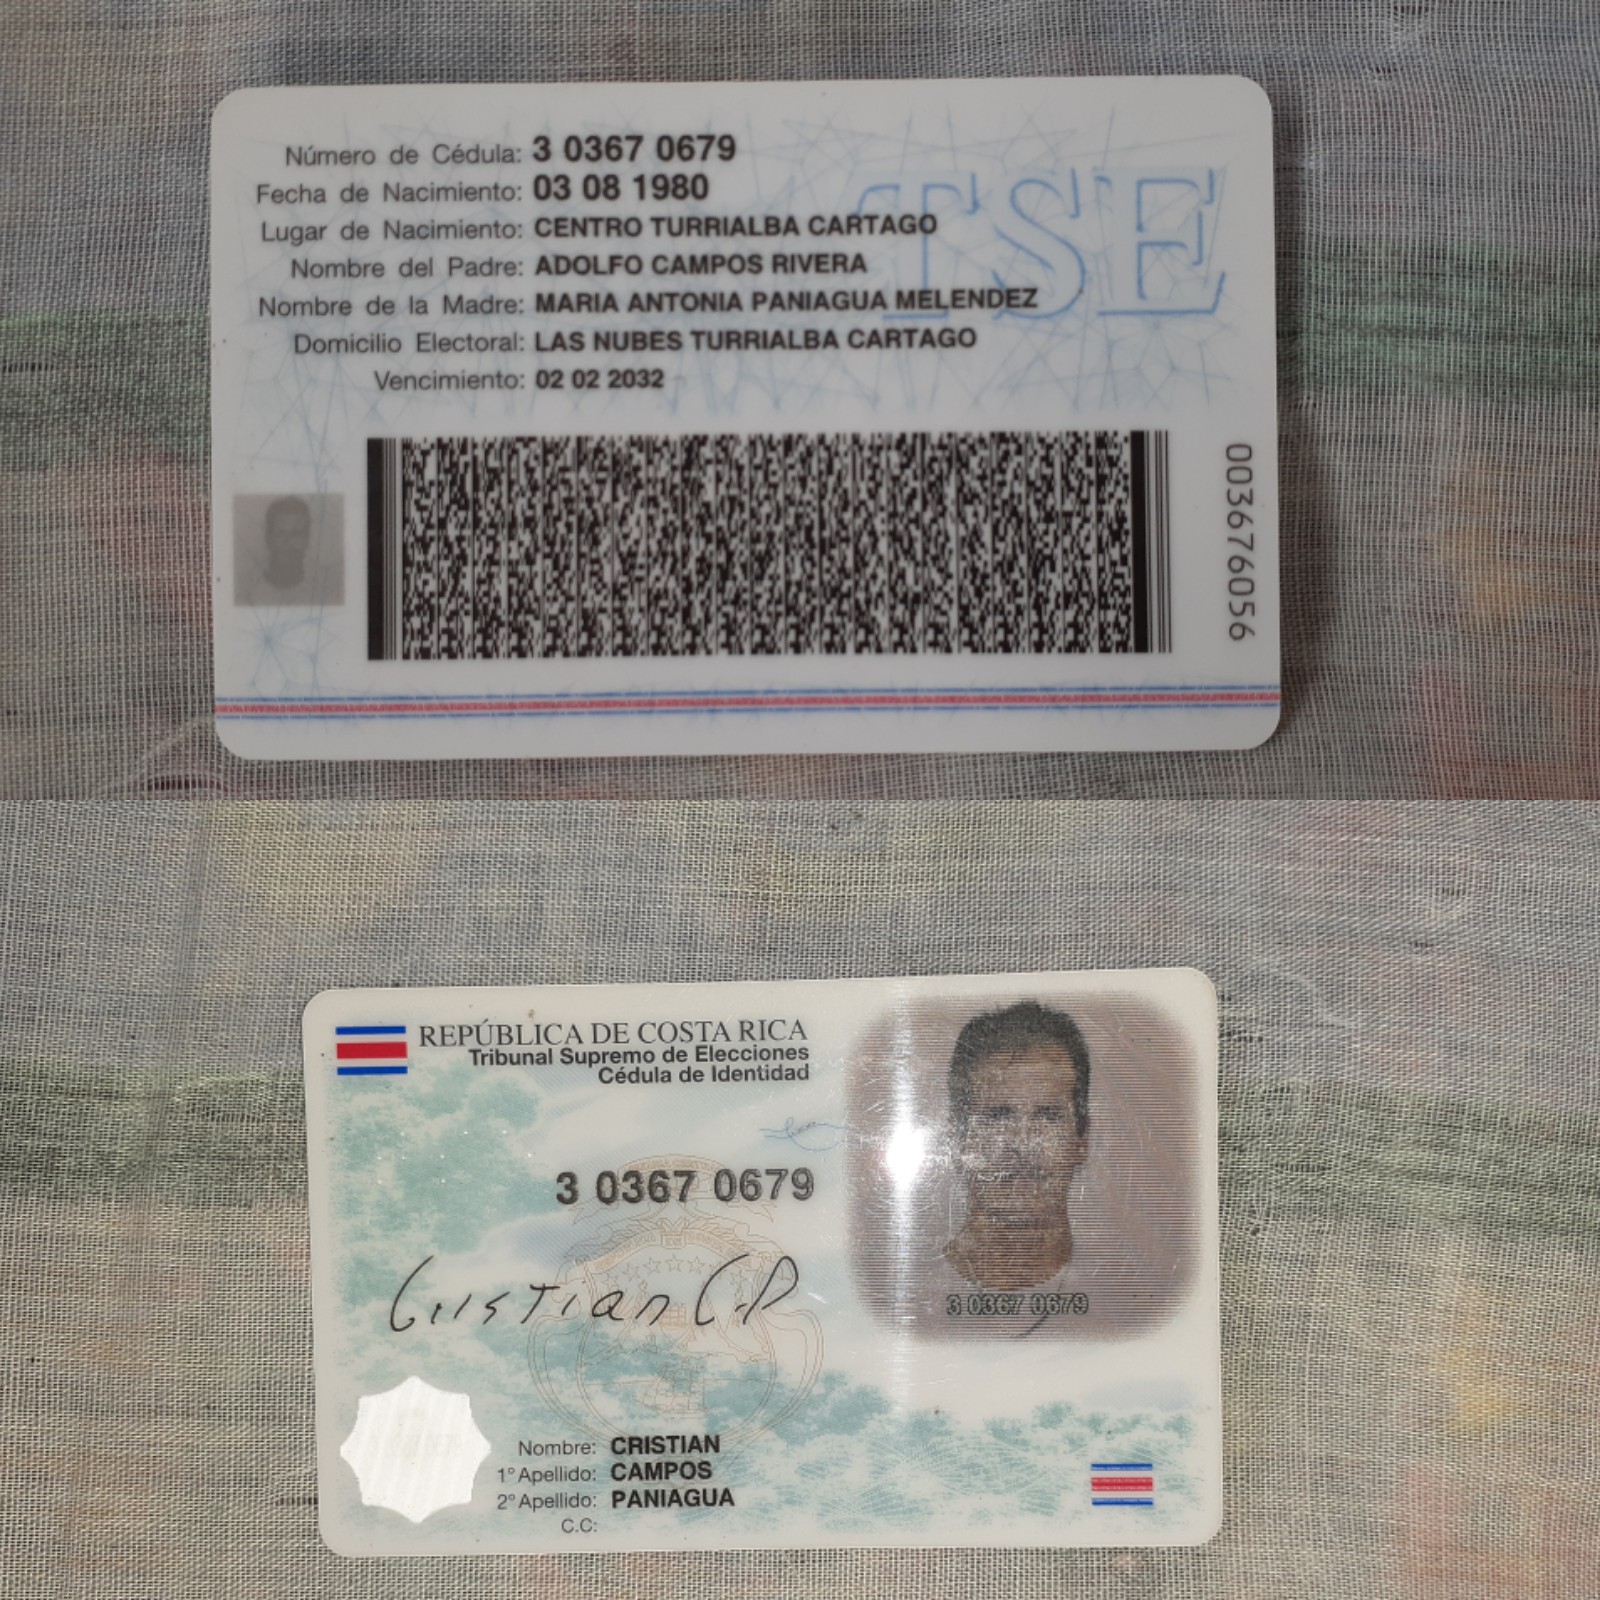 Número de Cédula: 3 0367 0679
Fecha de Nacimiento: 03 08 1980
Lugar de Nacimiento: CENTRO TURRIALBA CARTAGO
Nombre del Padre: ADOLFO CAMPOS RIVERA
Nombre de la Madre: MARIA ANTONIA PANIAGUA MELENDEZ
Domicilio Electoral: LAS NUBES TURRIALBA CARTAGO
Vencimiento: 02 02 2032
TSE
003676056
REPÚBLICA DE COSTA RICA
Tribunal Supremo de Elecciones
Cédula de Identidad
3 0367 0679
Cristian C.P
3 0367 0679
Nombre: CRISTIAN
1° Apellido: CAMPOS
2° Apellido: PANIAGUA
C.C: